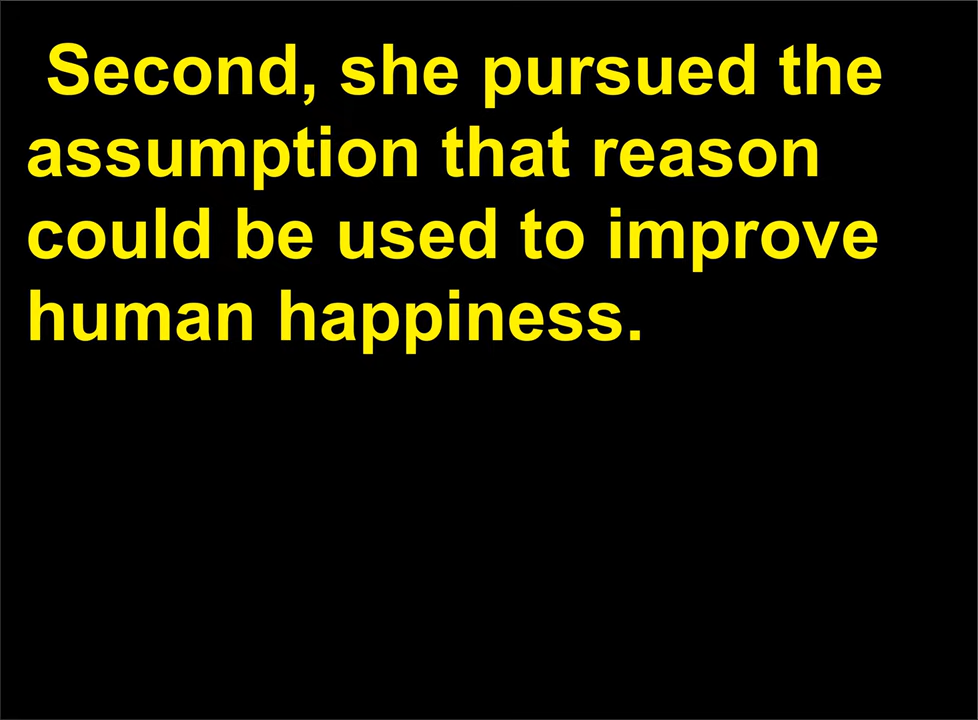 Second, she pursued the
assumption that reason
could be used to improve
human happiness.